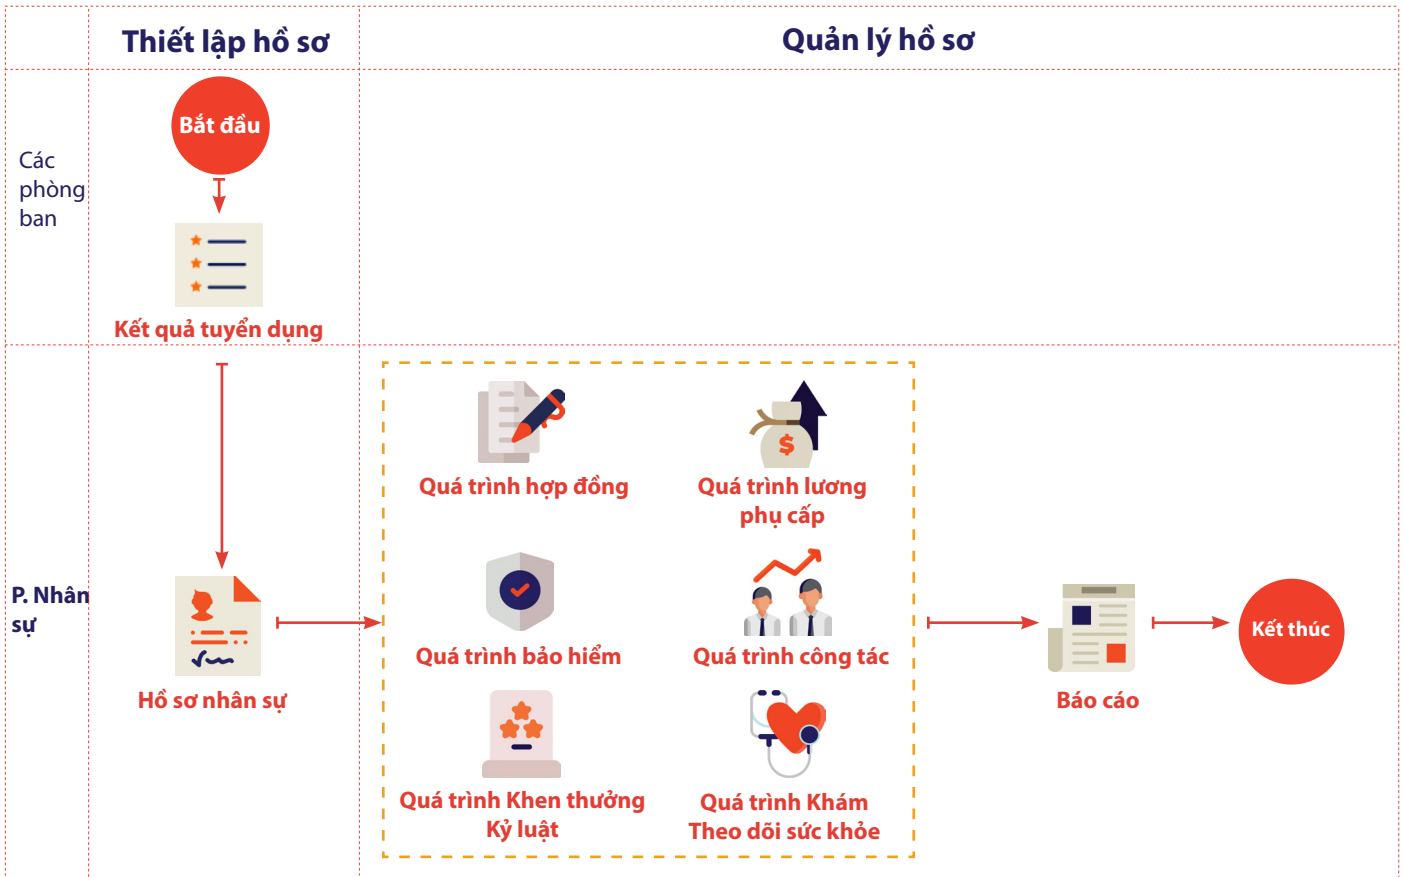 Thiết lập hồ sơ
Quản lý hồ sơ
Các
phòng
ban
Bắt đầu
Kết quả tuyển dụng
P. Nhân
sự
Hồ sơ nhân sự
Quá trình hợp đồng
Quá trình lương
phụ cấp
Quá trình bảo hiểm
Quá trình công tác
Quá trình Khen thưởng
Kỷ luật
Quá trình Khám
Theo dõi sức khỏe
$
Báo cáo
Kết thúc